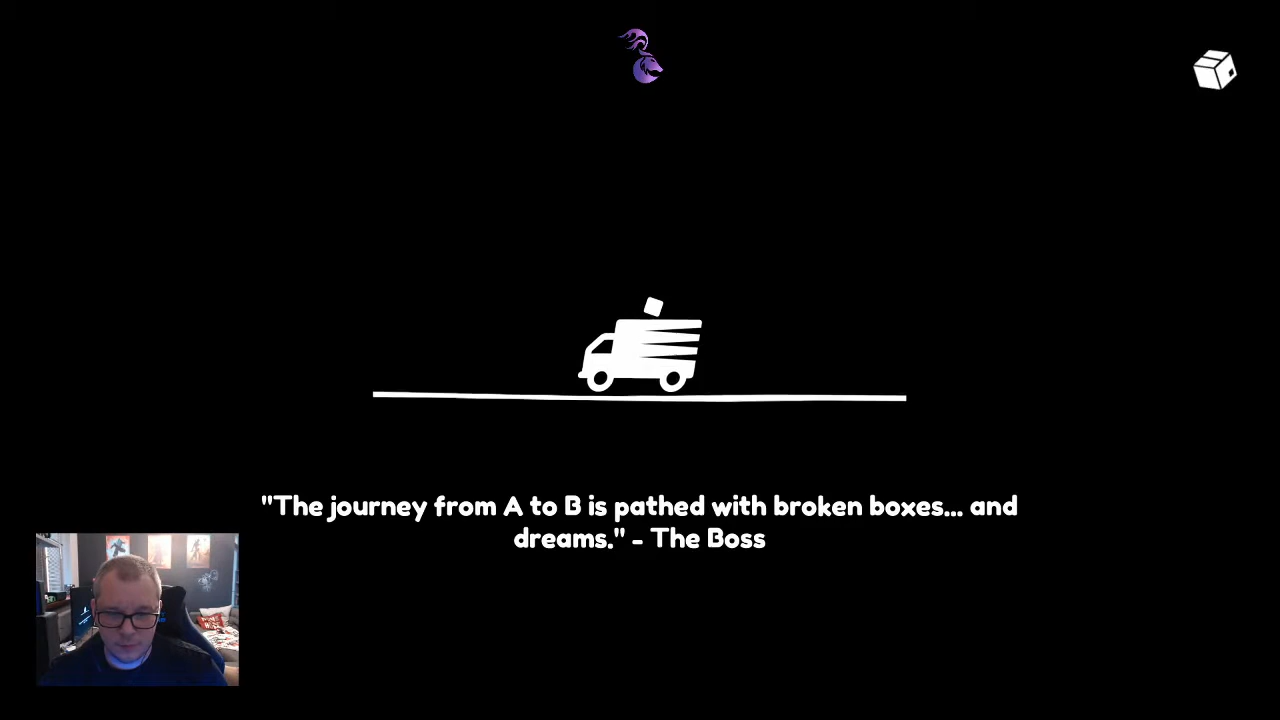 "The journey from A to B is pathed with broken boxes... and
dreams." - The Boss